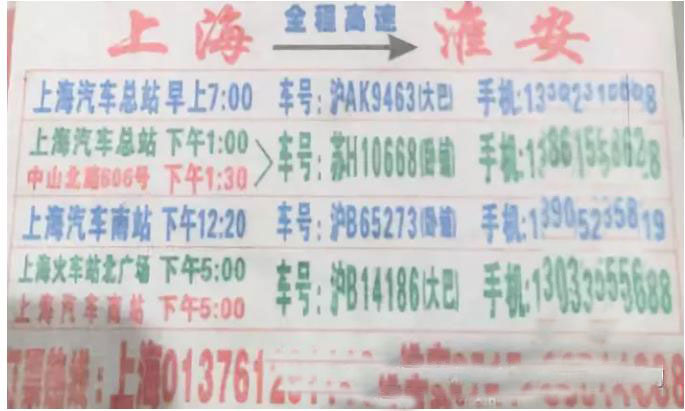 全程高速
上海 淮安
上海汽车总站 早上7:00 车号:沪AK9463(大巴) 手机:
上海汽车总站 下午1:00
中山北路606号 下午1:30
车号:苏H10668(卧铺) 手机:
上海汽车南站 下午12:20 车号:沪B65273(卧铺) 手机:13905235819
上海火车站北广场 下午5:00
上海汽车南站 下午5:00
车号:沪B14186(大巴) 手机:
订票热线:上海